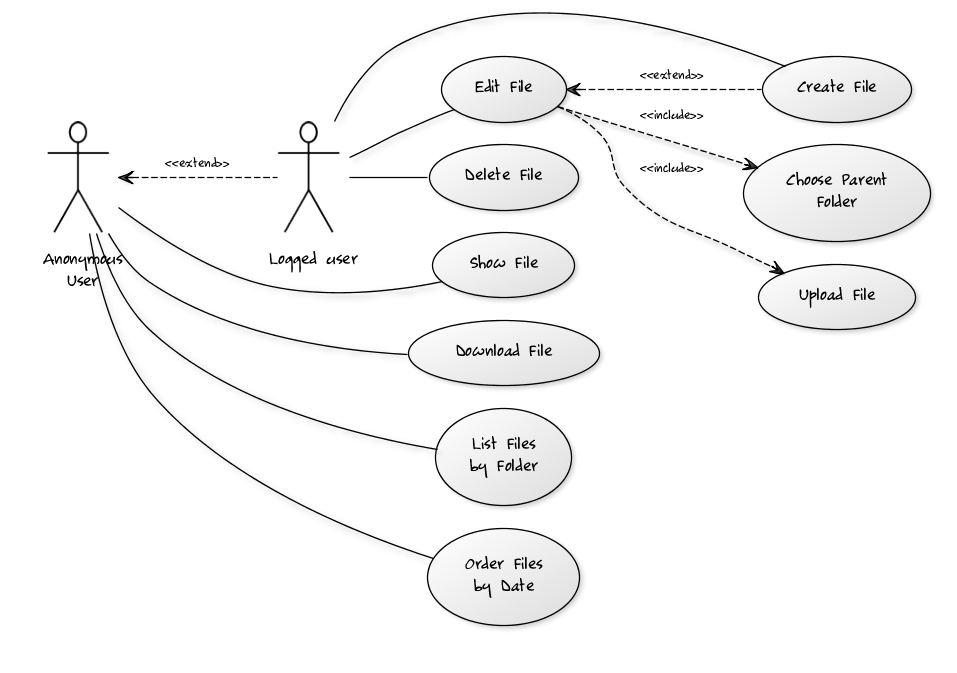 Edit File
<<extend>>
Create File
<<include>>
<<extend>>
Delete File
<<include>>
Choose Parent
Folder
Anonymous
User
Logged user
Show File
Upload File
Download File
List Files
by Folder
Order Files
by Date